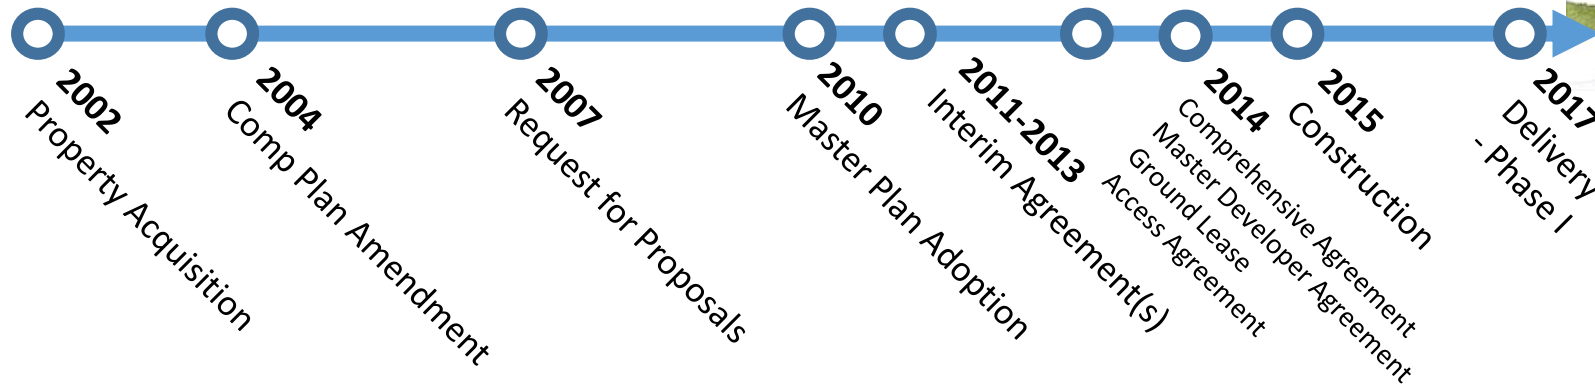 2002
Property Acquisition
2004
Comp Plan Amendment
2007
Request for Proposals
2010
Master Plan Adoption
2011-2013
Interim Agreement(s)
2014
Comprehensive Agreement
Master Developer Agreement
Ground Lease
Access Agreement
2015
Construction
2017
Delivery
- Phase I